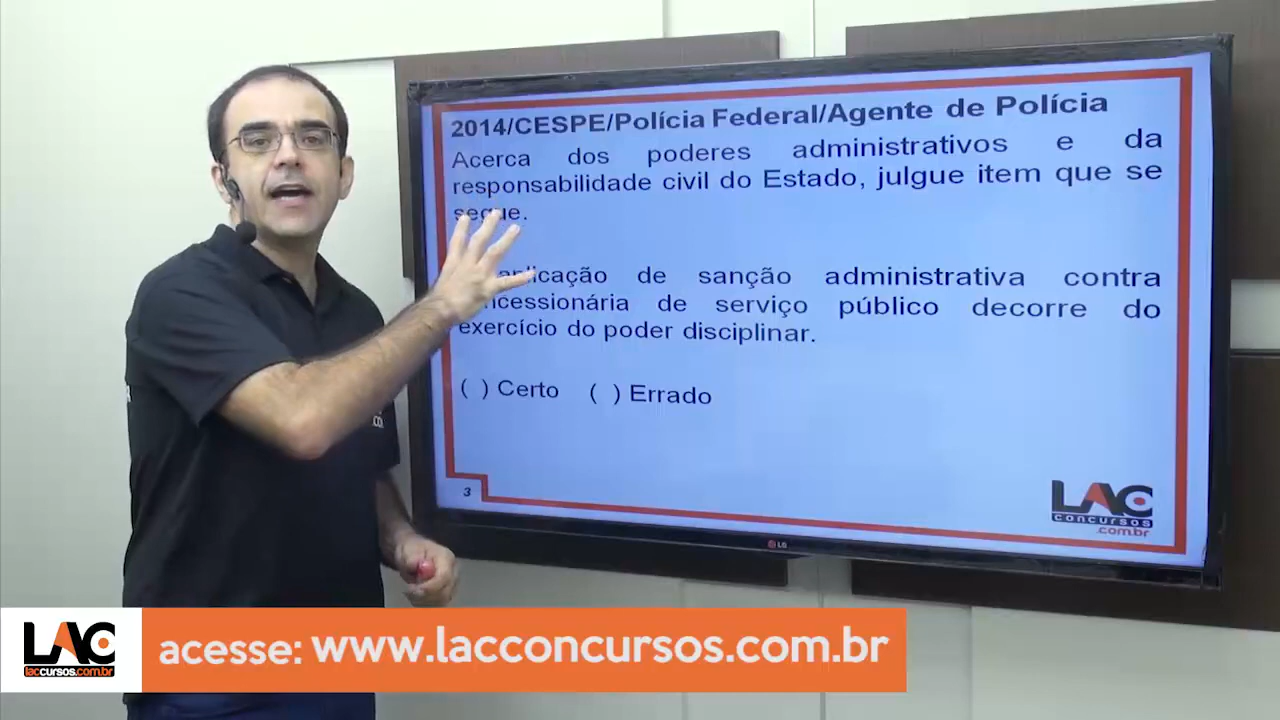 2014/CESPE/Polícia Federal/Agente de Polícia
Acerca dos poderes administrativos e da
responsabilidade civil do Estado, julgue item que se
segue.
aplicação de sanção administrativa contra
concessionária de serviço público decorre do
exercício do poder disciplinar.
( ) Certo ( ) Errado
3
LAC
concursos
.com.br
LG
LAC
laccursos.com.br
acesse: www.lacconcursos.com.br